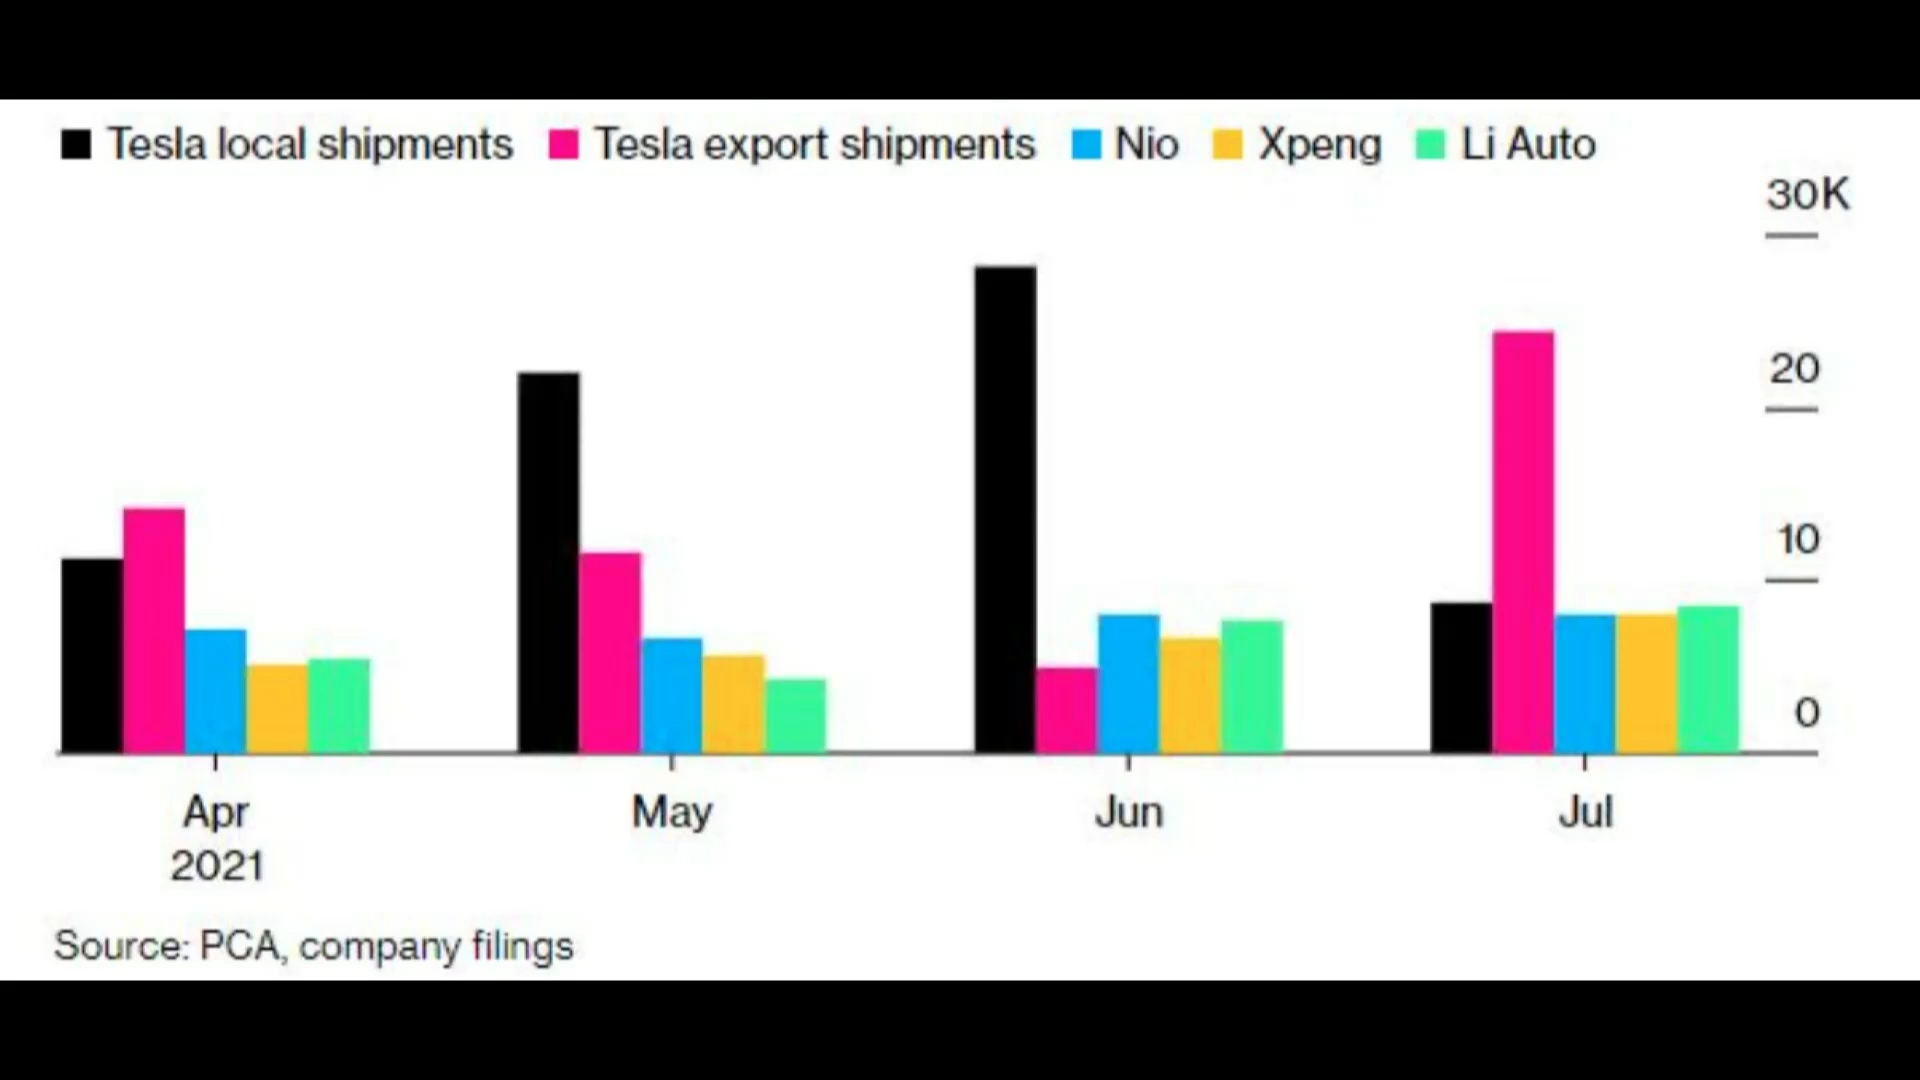 Tesla local shipments Tesla export shipments Nio Xpeng Li Auto
30K
20
10
0
Apr May Jun Jul
2021
Source: PCA, company filings